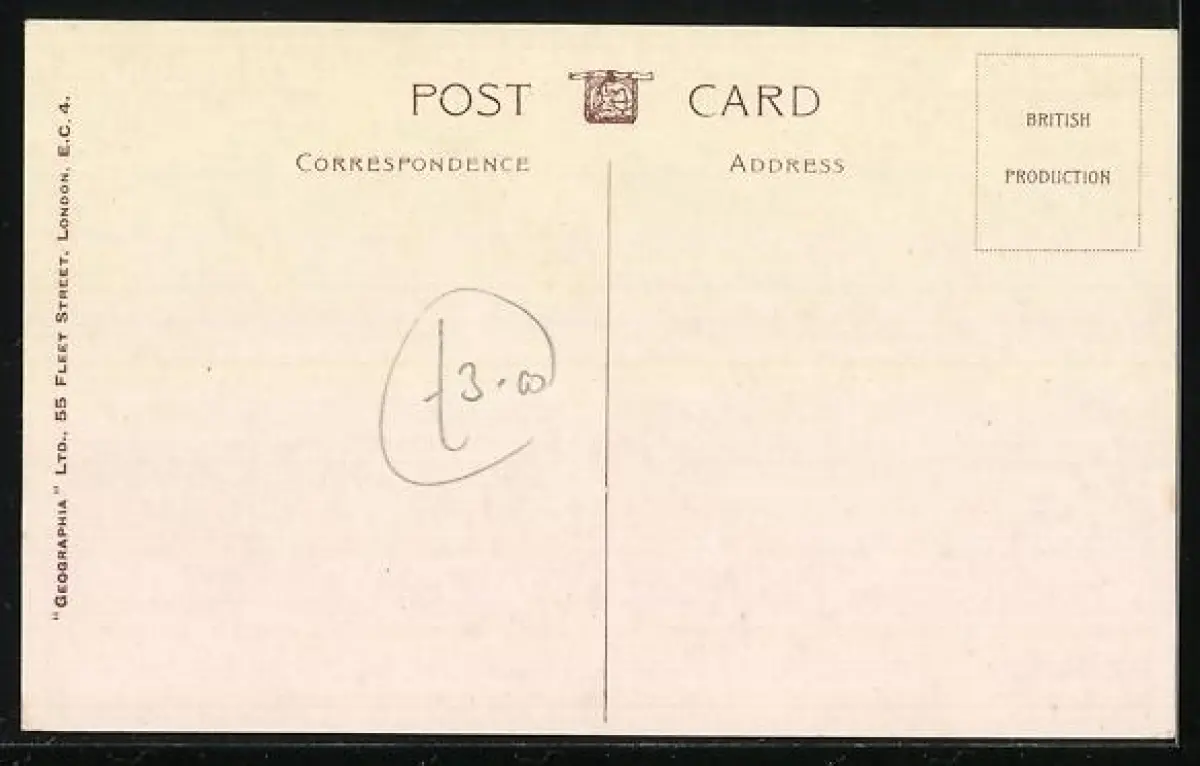 POST CARD
CORRESPONDENCE
ADDRESS
BRITISH
PRODUCTION
£3.00
"GEOGRAPHIA" LTD., 55 FLEET STREET, LONDON, E.C. 4.